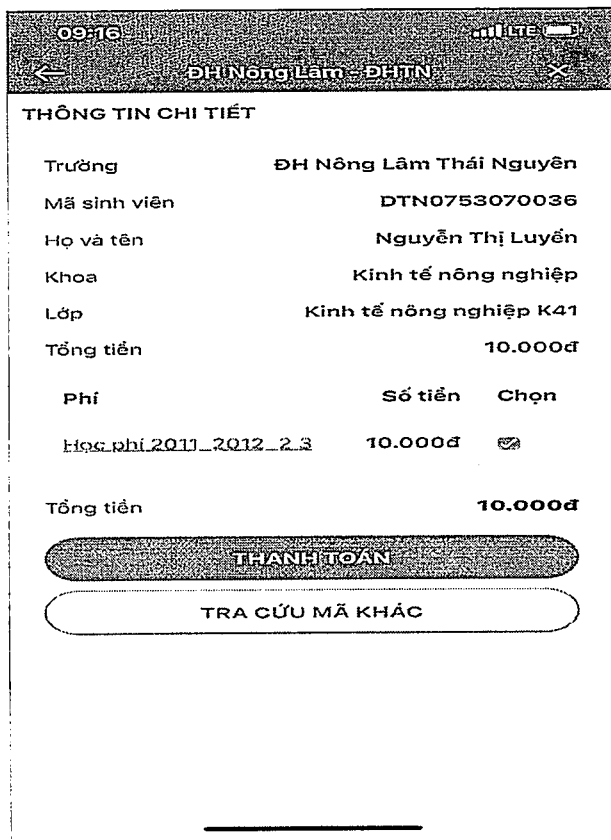 09:16 LTE
ĐH Nông Lâm - ĐHTN
THÔNG TIN CHI TIẾT
Trường ĐH Nông Lâm Thái Nguyên
Mã sinh viên DTN0753070036
Họ và tên Nguyễn Thị Luyến
Khoa Kinh tế nông nghiệp
Lớp Kinh tế nông nghiệp K41
Tổng tiền 10.000đ
Phí Số tiền Chọn
Học phí 2011_2012_2 3 10.000đ
Tổng tiền 10.000đ
THANH TOÁN
TRA CỨU MÃ KHÁC